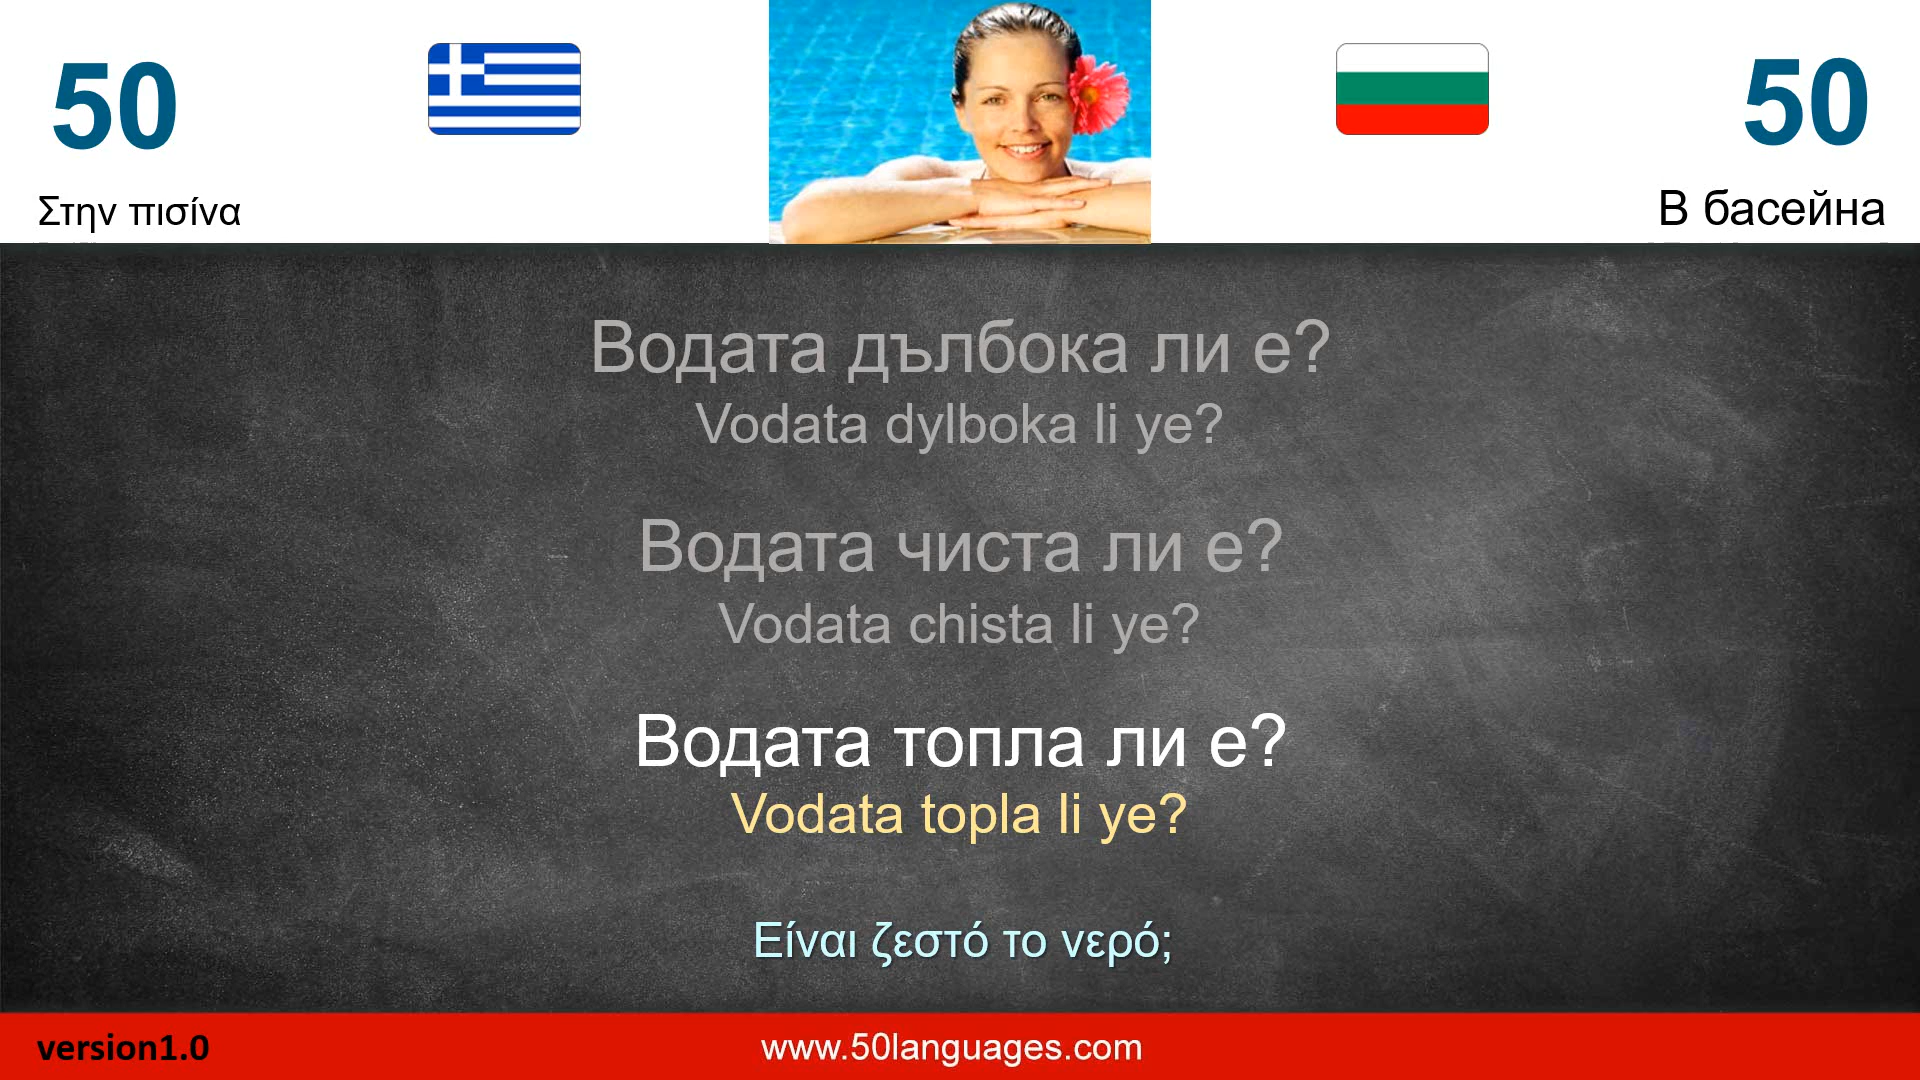 50
50
Στην πισίνα
В басейна
Водата дълбока ли е?
Vodata dylboka li ye?
Водата чиста ли е?
Vodata chista li ye?
Водата топла ли е?
Vodata topla li ye?
Είναι ζεστό το νερό;
version1.0
www.50languages.com